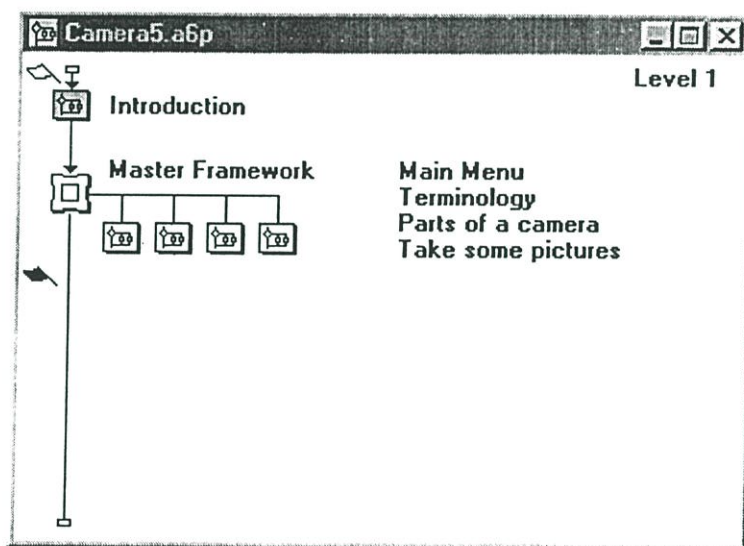 Camera5.a6p
Level 1
Introduction
Master Framework
Main Menu
Terminology
Parts of a camera
Take some pictures